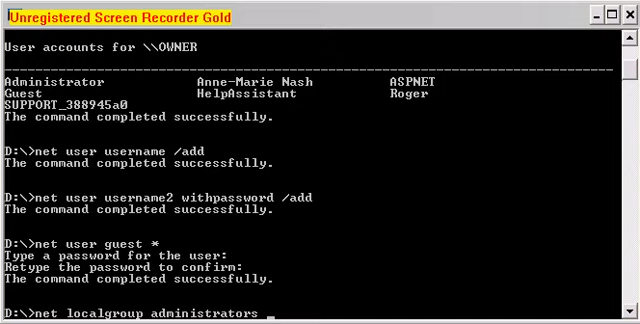 Unregistered Screen Recorder Gold
User accounts for \\OWNER
-------------------------------------------------------------------------------
Administrator Anne-Marie Nash ASPNET
Guest HelpAssistant Roger
SUPPORT_388945a0
The command completed successfully.
D:\>net user username /add
The command completed successfully.
D:\>net user username2 withpassword /add
The command completed successfully.
D:\>net user guest *
Type a password for the user:
Retype the password to confirm:
The command completed successfully.
D:\>net localgroup administrators _